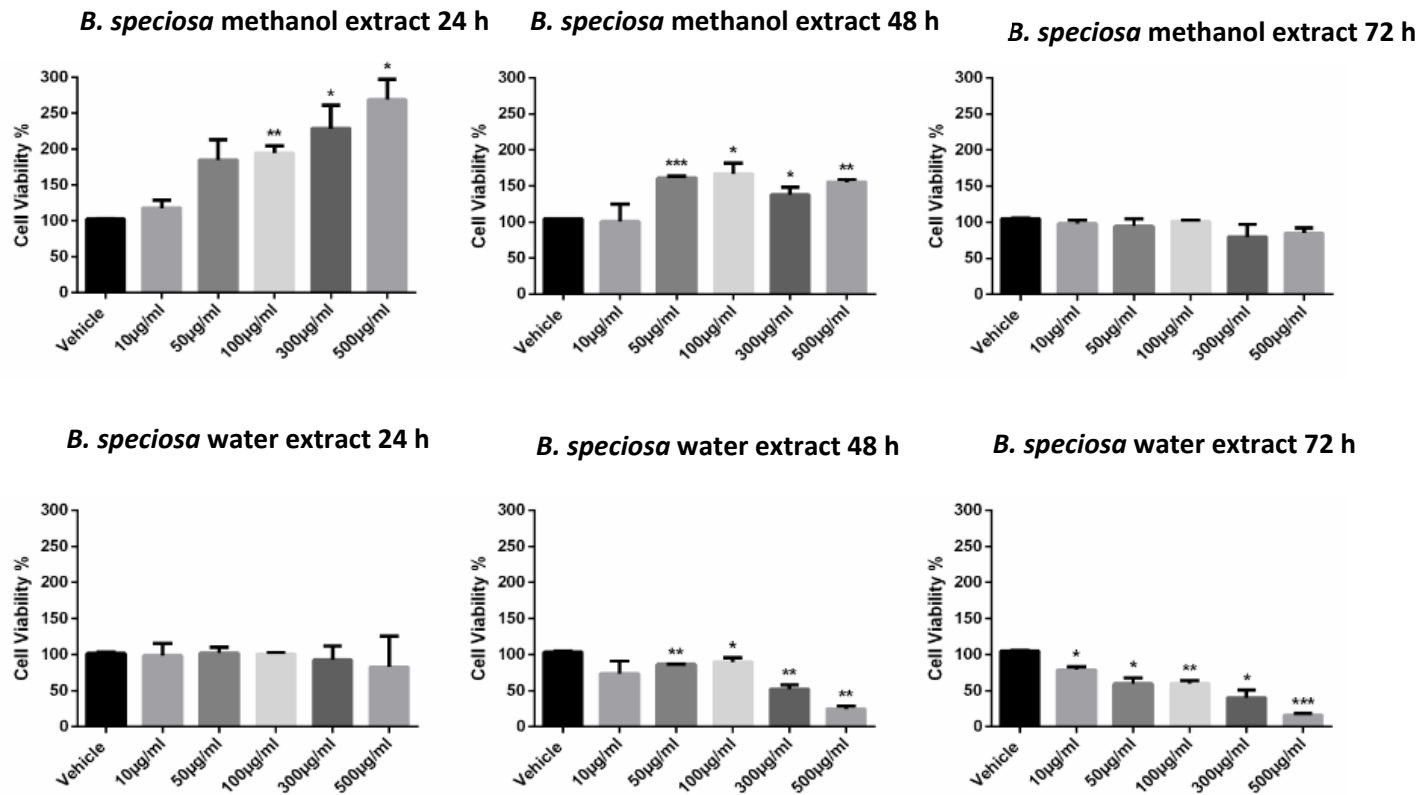 B. speciosa methanol extract 24 h
300
250
200
150
100
50
0
Cell Viability %
*
*
**
Vehicle
10µg/ml
50µg/ml
100µg/ml
300µg/ml
500µg/ml
B. speciosa methanol extract 48 h
300
250
200
150
100
50
0
Cell Viability %
***
*
*
**
Vehicle
10µg/ml
50µg/ml
100µg/ml
300µg/ml
500µg/ml
B. speciosa methanol extract 72 h
300
250
200
150
100
50
0
Cell Viability %
Vehicle
10µg/ml
50µg/ml
100µg/ml
300µg/ml
500µg/ml
B. speciosa water extract 24 h
300
250
200
150
100
50
0
Cell Viability %
Vehicle
10µg/ml
50µg/ml
100µg/ml
300µg/ml
500µg/ml
B. speciosa water extract 48 h
300
250
200
150
100
50
0
Cell Viability %
**
*
**
**
Vehicle
10µg/ml
50µg/ml
100µg/ml
300µg/ml
500µg/ml
B. speciosa water extract 72 h
300
250
200
150
100
50
0
Cell Viability %
*
*
**
*
***
Vehicle
10µg/ml
50µg/ml
100µg/ml
300µg/ml
500µg/ml